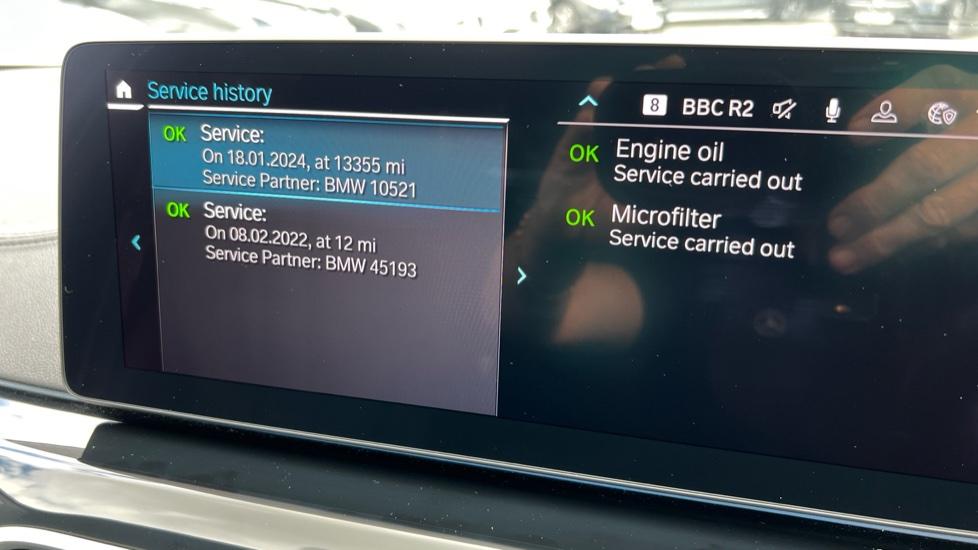 Service history
8 BBC R2
OK Service:
On 18.01.2024, at 13355 mi
Service Partner: BMW 10521
OK Service:
On 08.02.2022, at 12 mi
Service Partner: BMW 45193
OK Engine oil
Service carried out
OK Microfilter
Service carried out